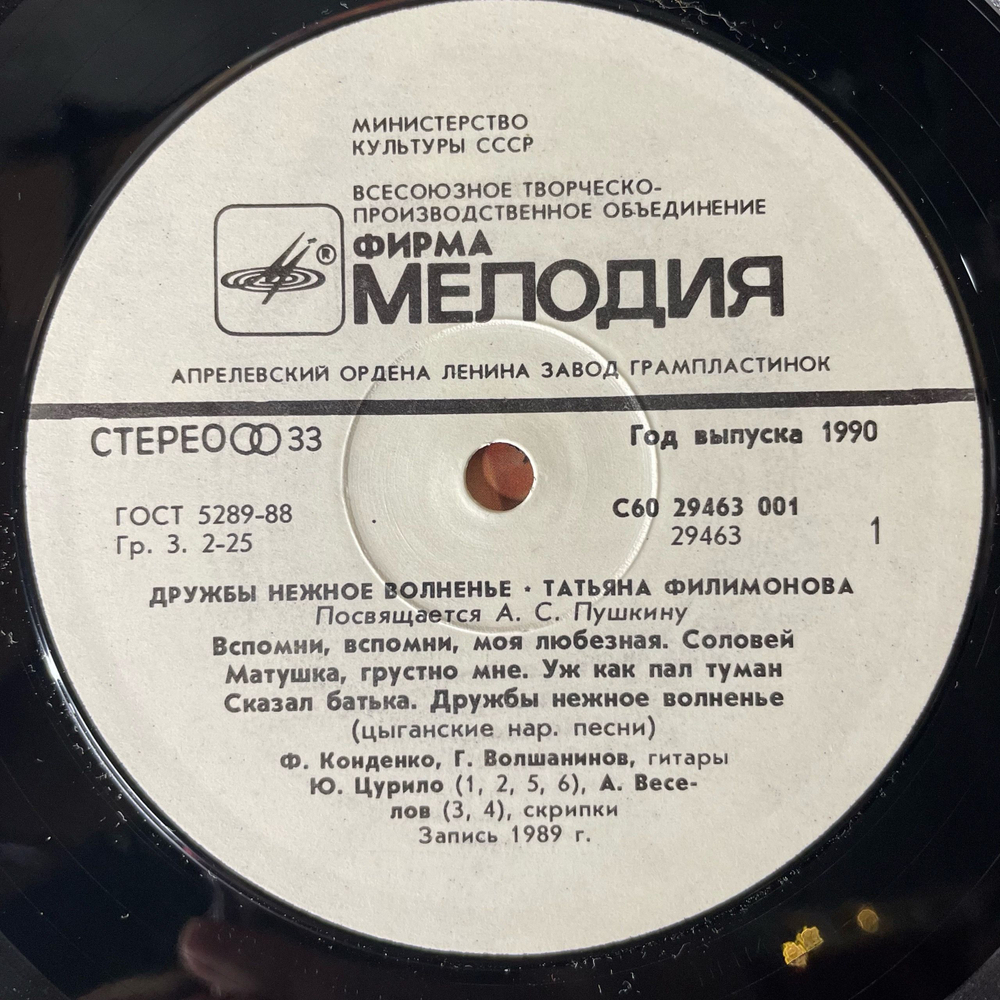 МИНИСТЕРСТВО
КУЛЬТУРЫ СССР
ВСЕСОЮЗНОЕ ТВОРЧЕСКО-
ПРОИЗВОДСТВЕННОЕ ОБЪЕДИНЕНИЕ
ФИРМА
®
МЕЛОДИЯ
АПРЕЛЕВСКИЙ ОРДЕНА ЛЕНИНА ЗАВОД ГРАМПЛАСТИНОК
СТЕРЕО 33
Год выпуска 1990
ГОСТ 5289-88
Гр. 3. 2-25
С60 29463 001
29463
1
ДРУЖБЫ НЕЖНОЕ ВОЛНЕНЬЕ • ТАТЬЯНА ФИЛИМОНОВА
Посвящается А. С. Пушкину
Вспомни, вспомни, моя любезная. Соловей
Матушка, грустно мне. Уж как пал туман
Сказал батька. Дружбы нежное волненье
(цыганские нар. песни)
Ф. Конденко, Г. Волшанинов, гитары
Ю. Цурило (1, 2, 5, 6), А. Весе-
лов (3, 4), скрипки
Запись 1989 г.